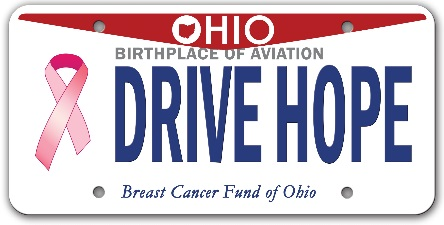 OHIO
BIRTHPLACE OF AVIATION
DRIVE HOPE
Breast Cancer Fund of Ohio